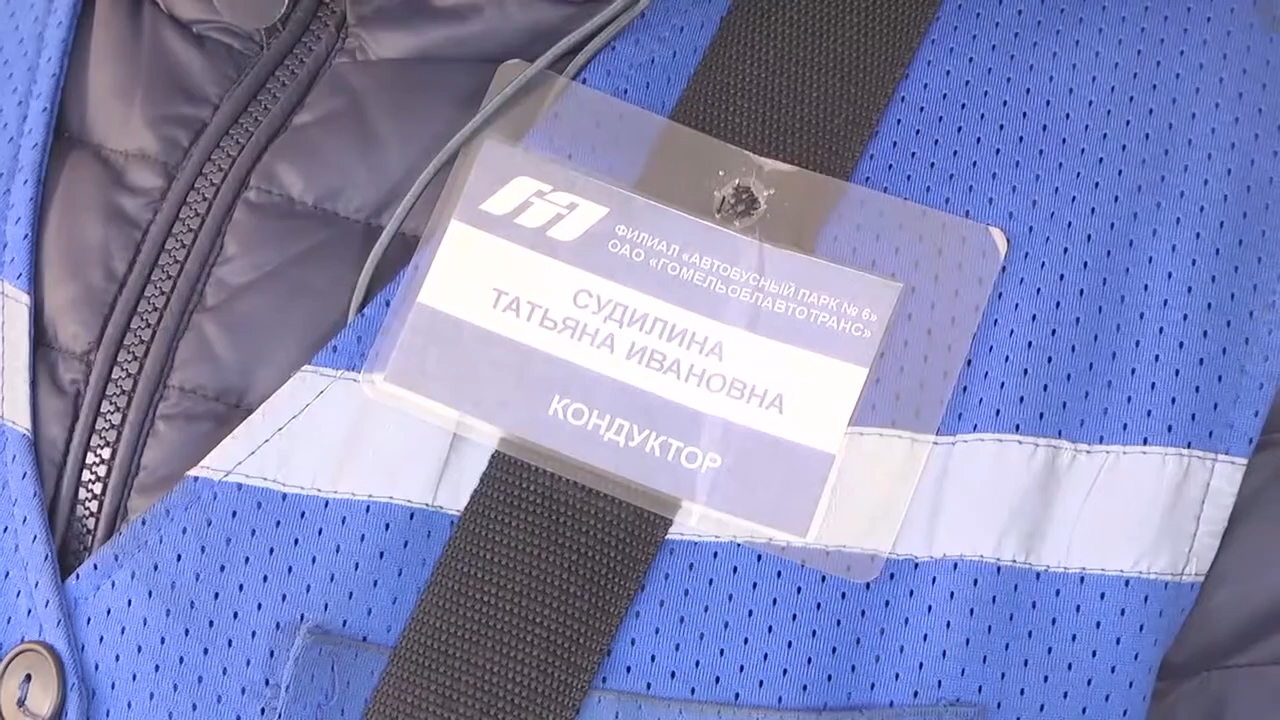 ФИЛИАЛ «АВТОБУСНЫЙ ПАРК № 6»
ОАО «ГОМЕЛЬОБЛАВТОТРАНС»
СУДИЛИНА
ТАТЬЯНА ИВАНОВНА
КОНДУКТОР